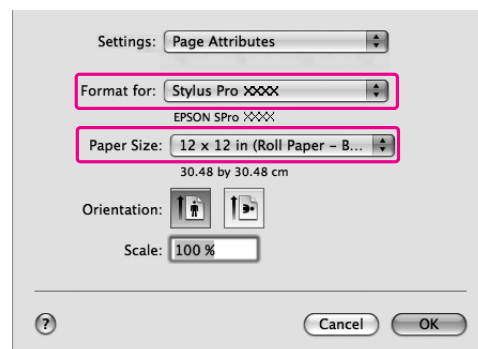 Settings: Page Attributes
Format for: Stylus Pro XXXX
EPSON SPro XXXX
Paper Size: 12 x 12 in (Roll Paper – B...
30.48 by 30.48 cm
Orientation:
Scale: 100 %
? Cancel OK